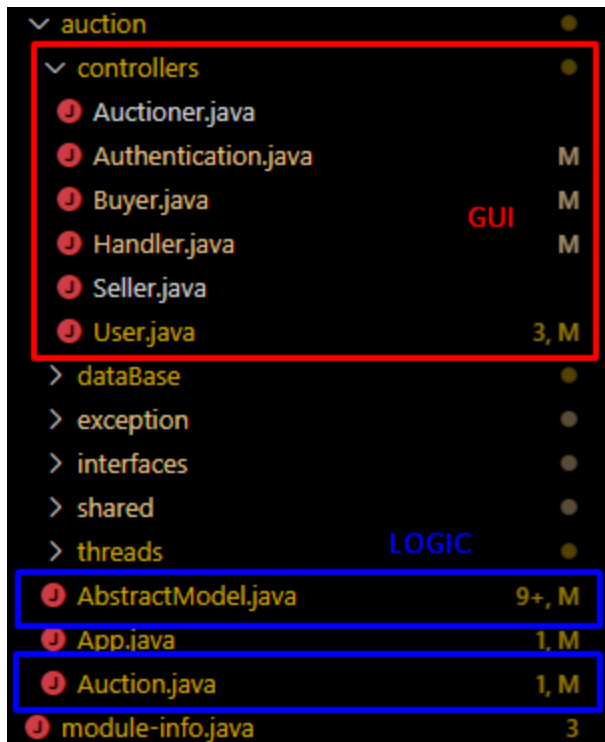 auction
controllers
Auctioner.java
Authentication.java M
Buyer.java M
GUI
Handler.java M
Seller.java
User.java 3, M
dataBase
exception
interfaces
shared
LOGIC
threads
AbstractModel.java 9+, M
App.java 1, M
Auction.java 1, M
module-info.java 3